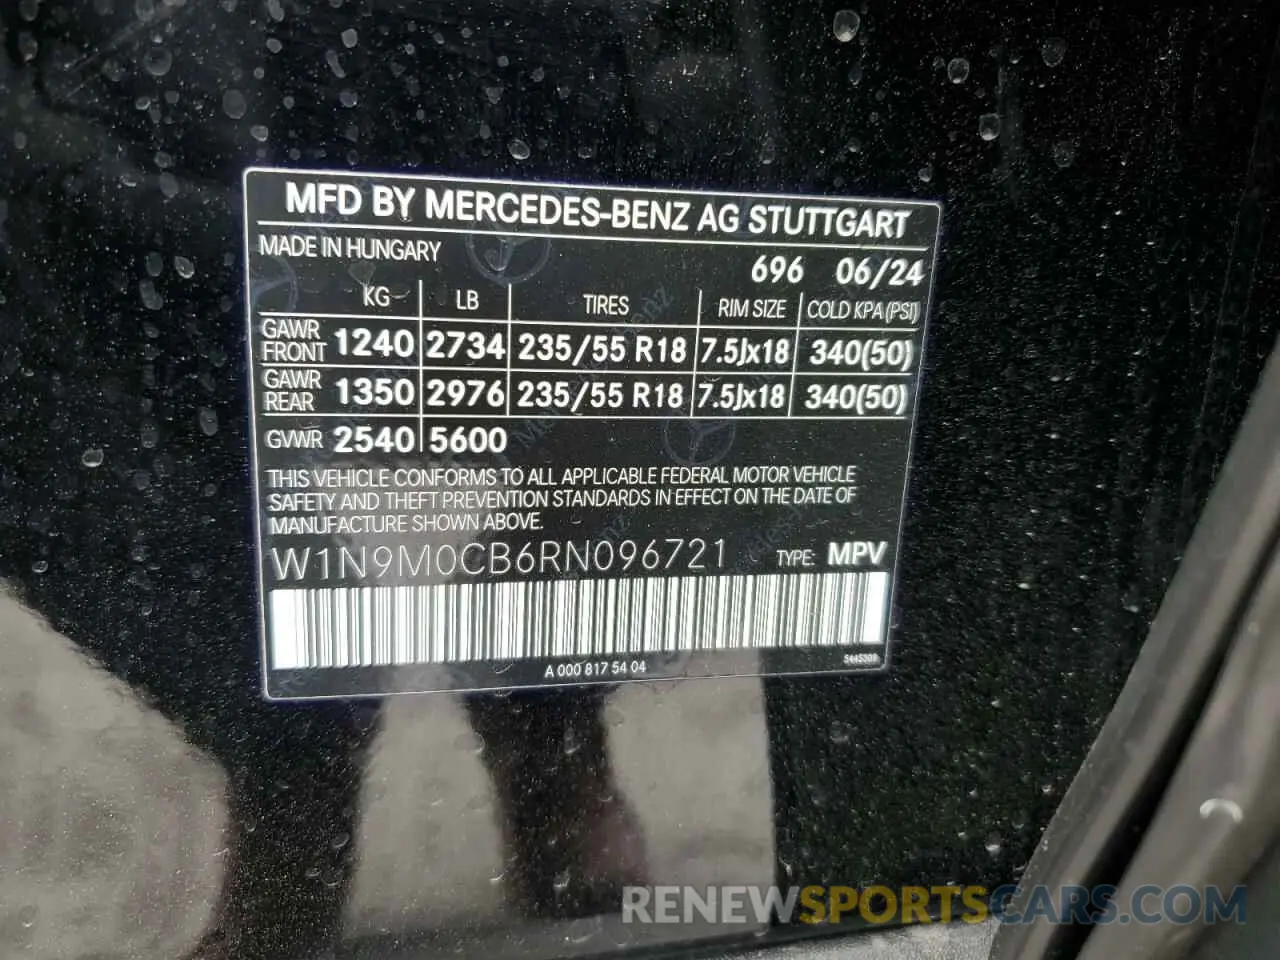 MFD BY MERCEDES-BENZ AG STUTTGART
MADE IN HUNGARY
696 06/24
KG LB TIRES RIM SIZE COLD KPA (PSI)
GAWR FRONT 1240 2734 235/55 R18 7.5Jx18 340(50)
GAWR REAR 1350 2976 235/55 R18 7.5Jx18 340(50)
GVWR 2540 5600
THIS VEHICLE CONFORMS TO ALL APPLICABLE FEDERAL MOTOR VEHICLE
SAFETY AND THEFT PREVENTION STANDARDS IN EFFECT ON THE DATE OF
MANUFACTURE SHOWN ABOVE.
W1N9M0CB6RN096721 TYPE: MPV
A 000 817 54 04
RENEWSPORTSCARS.COM